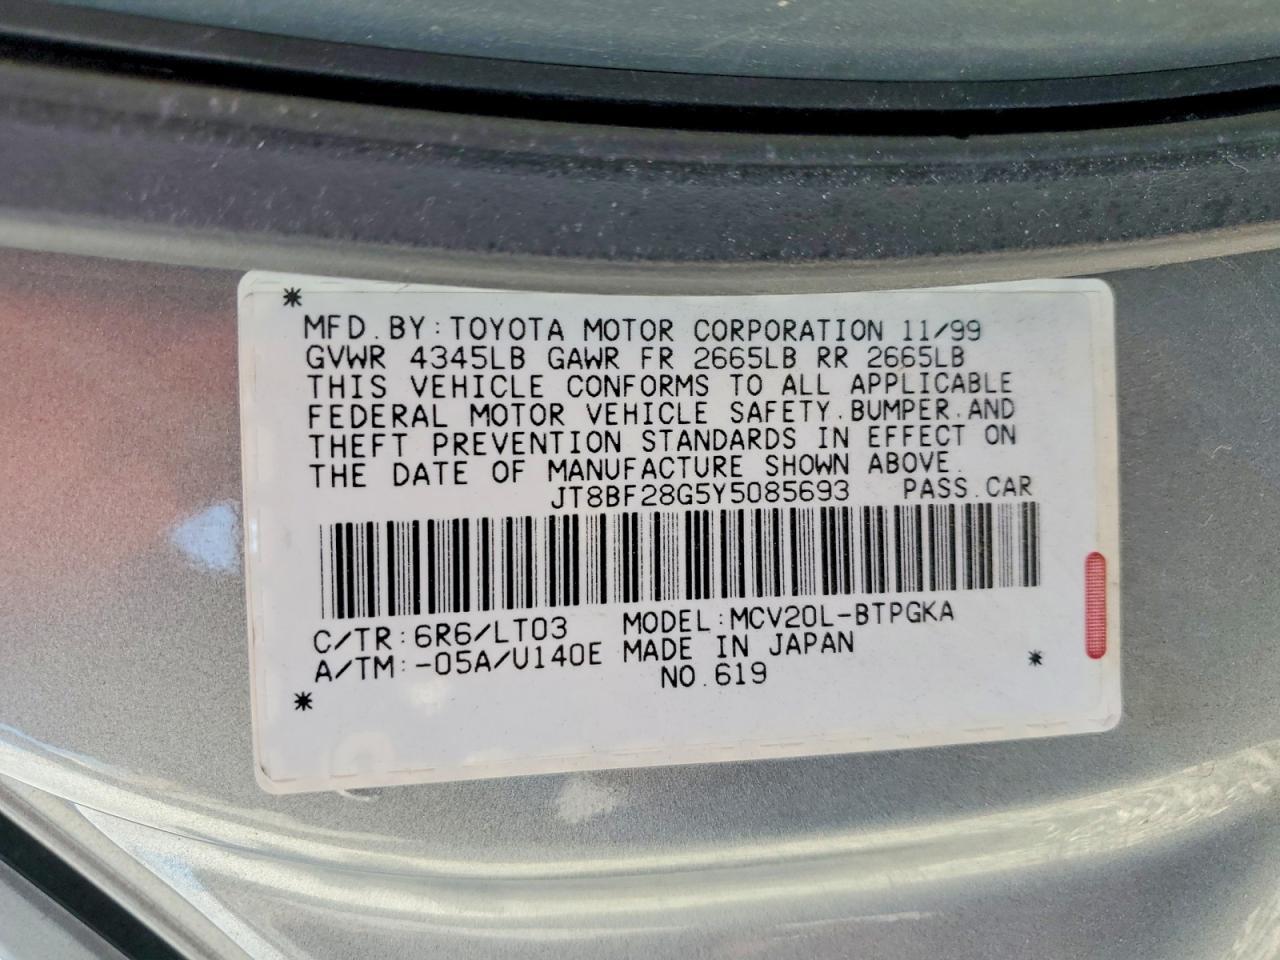 MFD. BY: TOYOTA MOTOR CORPORATION 11/99
GVWR 4345LB GAWR FR 2665LB RR 2665LB
THIS VEHICLE CONFORMS TO ALL APPLICABLE
FEDERAL MOTOR VEHICLE SAFETY. BUMPER. AND
THEFT PREVENTION STANDARDS IN EFFECT ON
THE DATE OF MANUFACTURE SHOWN ABOVE.
JT8BF28G5Y5085693 PASS. CAR
C/TR: 6R6/LT03 MODEL: MCV20L-BTPGKA
A/TM: -05A/U140E MADE IN JAPAN
NO. 619